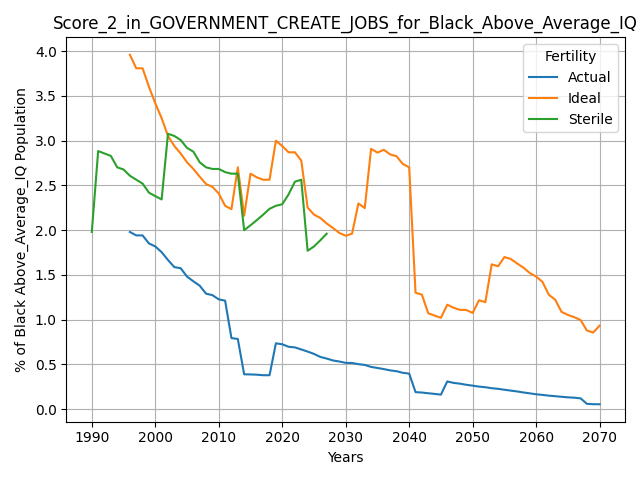 Score_2_in_GOVERNMENT_CREATE_JOBS_for_Black_Above_Average_IQ
Fertility
Actual
Ideal
Sterile
% of Black Above_Average_IQ Population
4.0
3.5
3.0
2.5
2.0
1.5
1.0
0.5
0.0
1990 2000 2010 2020 2030 2040 2050 2060 2070
Years